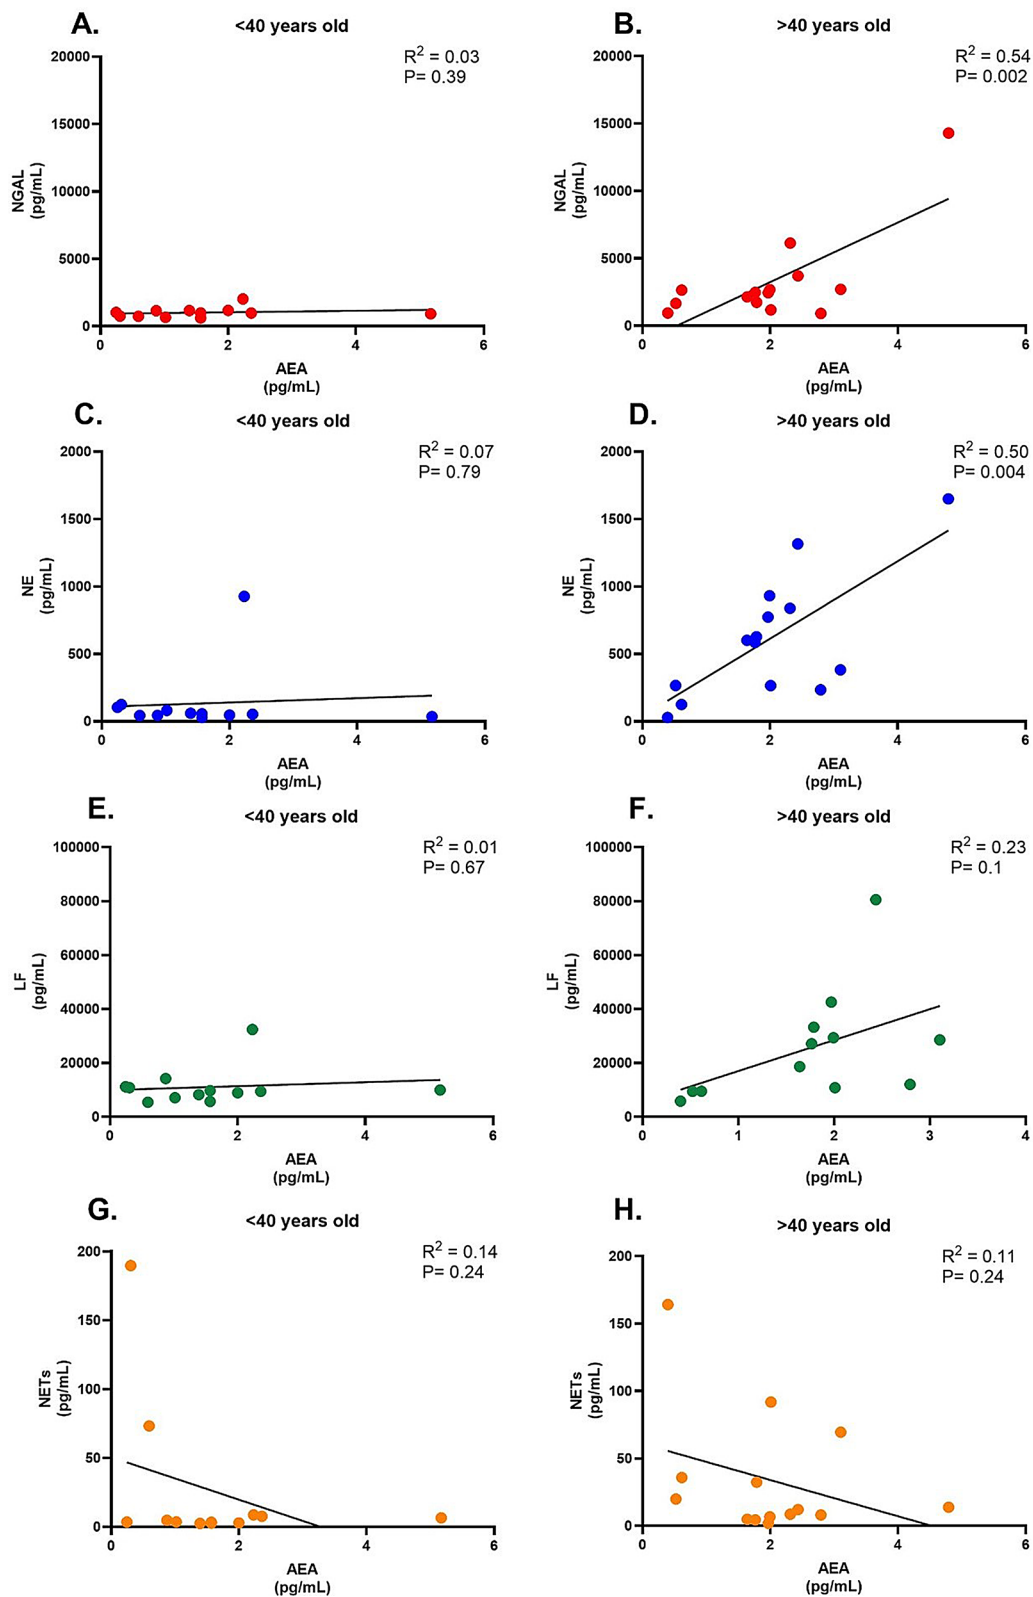 A.
<40 years old
R² = 0.03
P= 0.39
20000
15000
10000
5000
0
NGAL
(pg/mL)
0 2 4 6
AEA
(pg/mL)
B.
>40 years old
R² = 0.54
P= 0.002
20000
15000
10000
5000
0
NGAL
(pg/mL)
0 2 4 6
AEA
(pg/mL)
C.
<40 years old
R² = 0.07
P= 0.79
2000
1500
1000
500
0
NE
(pg/mL)
0 2 4 6
AEA
(pg/mL)
D.
>40 years old
R² = 0.50
P= 0.004
2000
1500
1000
500
0
NE
(pg/mL)
0 2 4 6
AEA
(pg/mL)
E.
<40 years old
R² = 0.01
P= 0.67
100000
80000
60000
40000
20000
0
LF
(pg/mL)
0 2 4 6
AEA
(pg/mL)
F.
>40 years old
R² = 0.23
P= 0.1
100000
80000
60000
40000
20000
0
LF
(pg/mL)
0 1 2 3 4
AEA
(pg/mL)
G.
<40 years old
R² = 0.14
P= 0.24
200
150
100
50
0
NETs
(pg/mL)
0 2 4 6
AEA
(pg/mL)
H.
>40 years old
R² = 0.11
P= 0.24
200
150
100
50
0
NETs
(pg/mL)
0 2 4 6
AEA
(pg/mL)